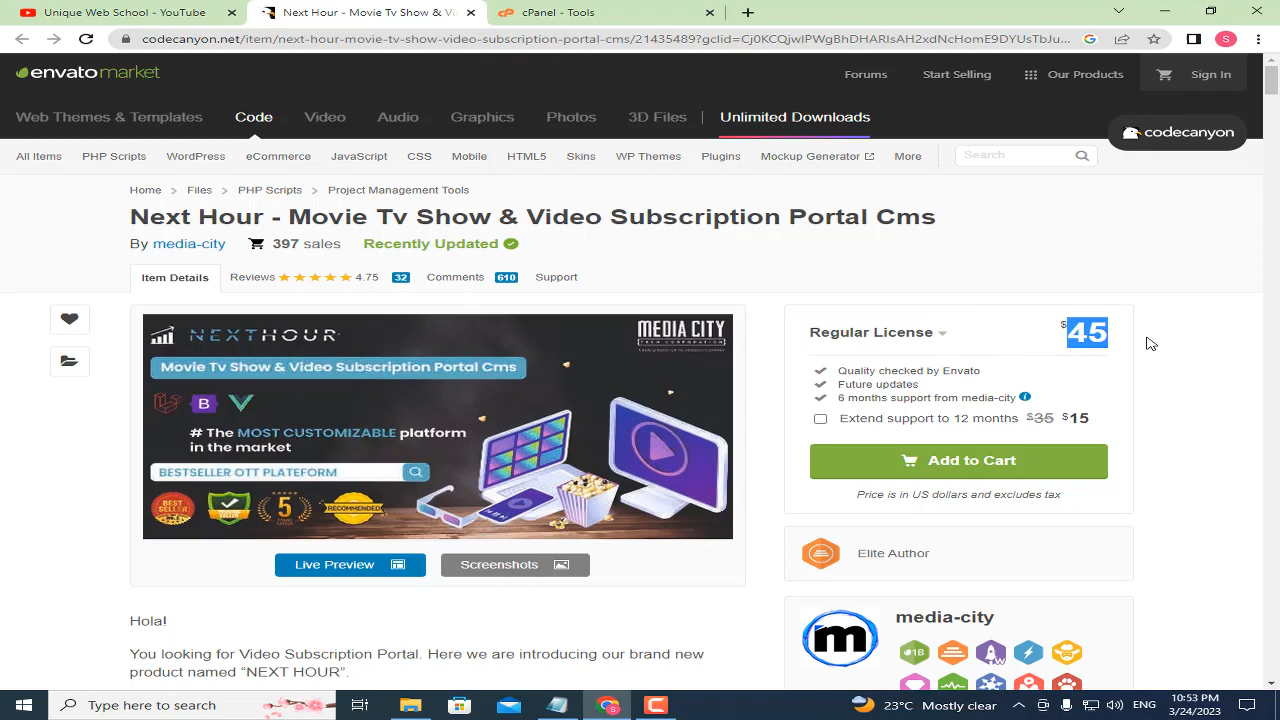 Unique Web School - YouTube
Next Hour - Movie Tv Show & Vi
cPanel - Tools
codecanyon.net/item/next-hour-movie-tv-show-video-subscription-portal-cms/21435489?gclid=Cj0KCQjwlPWgBhDHARIsAH2xdNcHomE9DYUsTbJu...
S
envato market
Forums
Start Selling
Our Products
Sign In
Web Themes & Templates
Code
Video
Audio
Graphics
Photos
3D Files
Unlimited Downloads
codecanyon
All Items
PHP Scripts
WordPress
eCommerce
JavaScript
CSS
Mobile
HTML5
Skins
WP Themes
Plugins
Mockup Generator
More
Search
Home > Files > PHP Scripts > Project Management Tools
Next Hour - Movie Tv Show & Video Subscription Portal Cms
By media-city 397 sales Recently Updated
Item Details
Reviews 4.75 32
Comments 610
Support
NEXTHOUR
MEDIA CITY
Movie Tv Show & Video Subscription Portal Cms
B
# The MOST CUSTOMIZABLE platform
in the market
BESTSELLER OTT PLATEFORM
BEST
SELLER
5
RECOMMENDED
Live Preview
Screenshots
Regular License
$45
Quality checked by Envato
Future updates
6 months support from media-city
Extend support to 12 months $35 $15
Add to Cart
Price is in US dollars and excludes tax
Elite Author
m
media-city
1B
W
Hola!
You looking for Video Subscription Portal. Here we are introducing our brand new
product named “NEXT HOUR”.
Type here to search
23°C Mostly clear
ENG
10:53 PM
3/24/2023